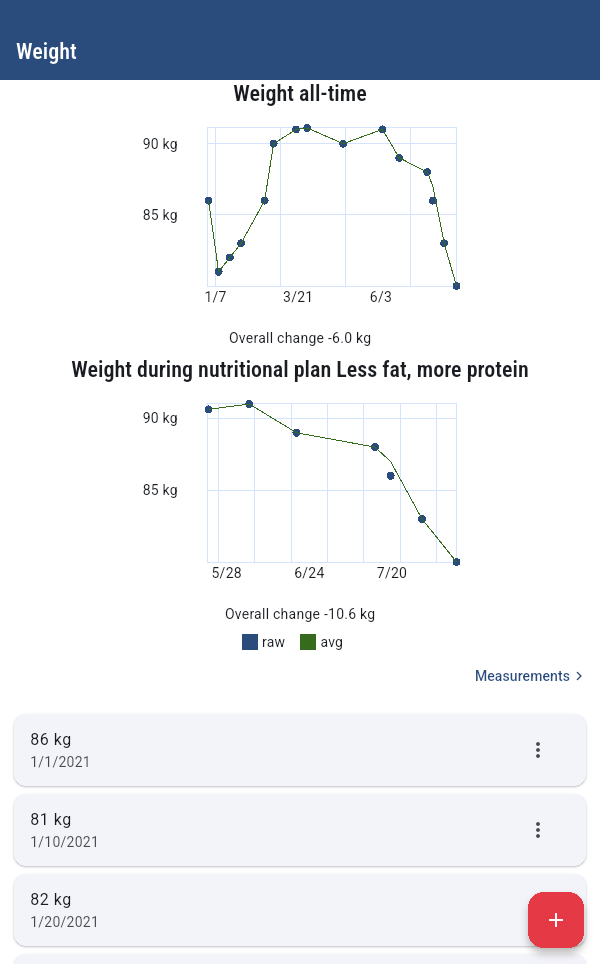 Weight
Weight all-time
90 kg
85 kg
1/7 3/21 6/3
Overall change -6.0 kg
Weight during nutritional plan Less fat, more protein
90 kg
85 kg
5/28 6/24 7/20
Overall change -10.6 kg
raw avg
Measurements
86 kg
1/1/2021
81 kg
1/10/2021
82 kg
1/20/2021